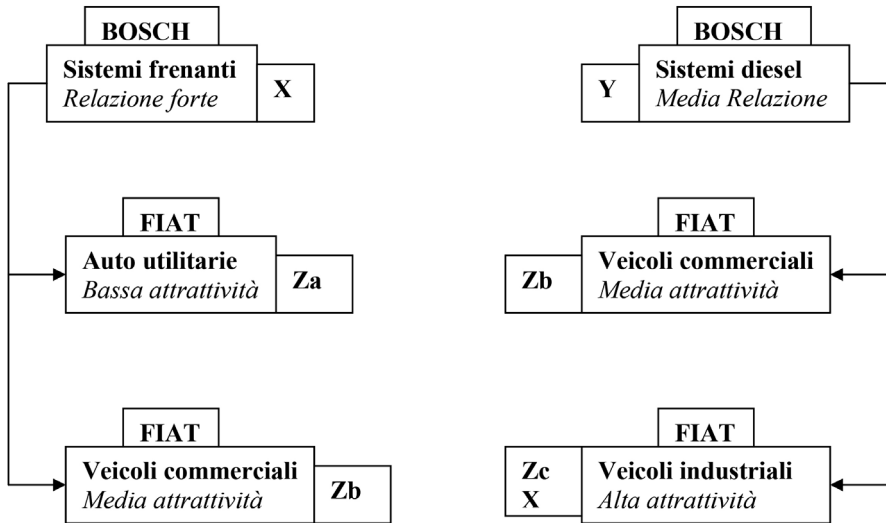 BOSCH
Sistemi frenanti
Relazione forte
X
BOSCH
Y
Sistemi diesel
Media Relazione
FIAT
Auto utilitarie
Bassa attrattività
Za
FIAT
Zb
Veicoli commerciali
Media attrattività
FIAT
Veicoli commerciali
Media attrattività
Zb
FIAT
Zc
X
Veicoli industriali
Alta attrattività